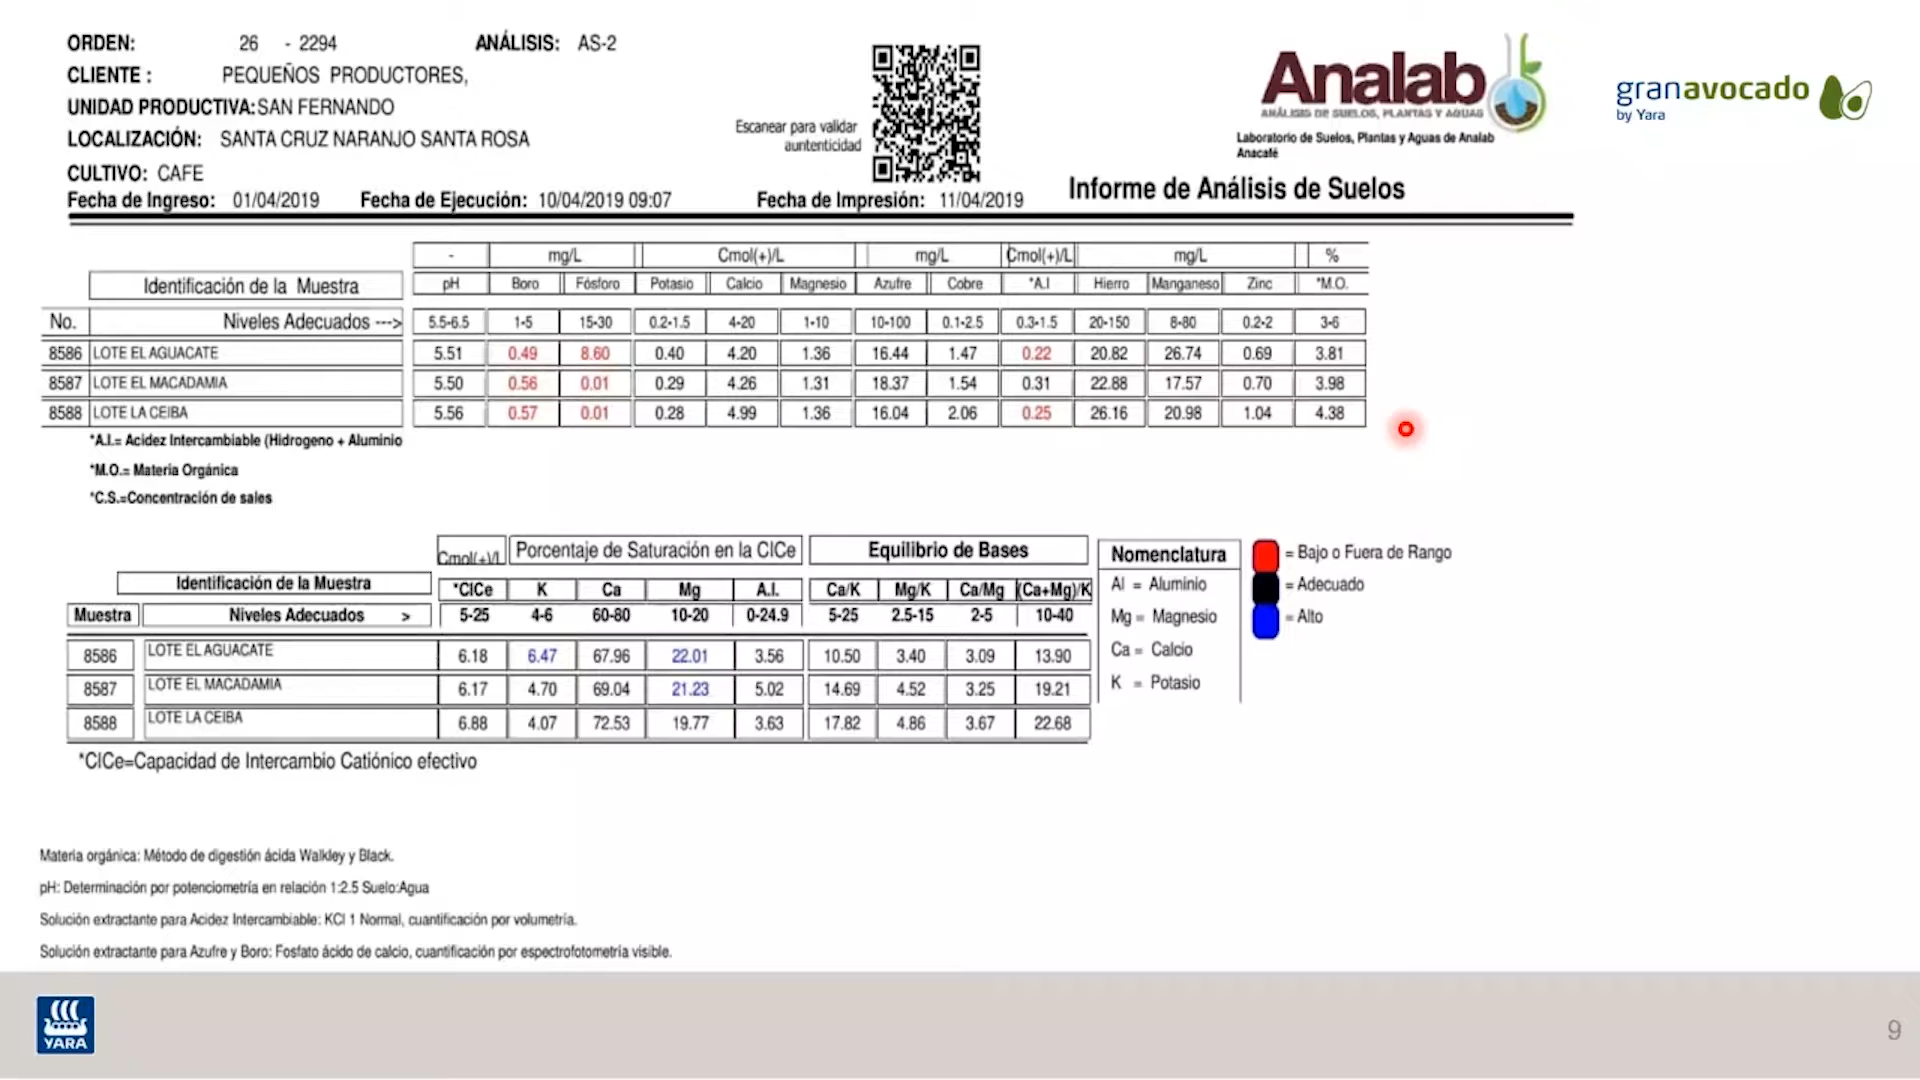 ORDEN: 26 - 2294 ANÁLISIS: AS-2
CLIENTE : PEQUEÑOS PRODUCTORES,
UNIDAD PRODUCTIVA: SAN FERNANDO
LOCALIZACIÓN: SANTA CRUZ NARANJO SANTA ROSA
CULTIVO: CAFE
Fecha de Ingreso: 01/04/2019 Fecha de Ejecución: 10/04/2019 09:07 Fecha de Impresión: 11/04/2019
Escanear para validar
auntenticidad
Analab
ANÁLISIS DE SUELOS, PLANTAS Y AGUAS
Laboratorio de Suelos, Plantas y Aguas de Analab
Anacafé
Informe de Análisis de Suelos
granavocado
by Yara
- mg/L Cmol(+)/L mg/L Cmol(+)/L mg/L %
Identificación de la Muestra pH Boro Fósforo Potasio Calcio Magnesio Azufre Cobre *A.I Hierro Manganeso Zinc *M.O.
No. Niveles Adecuados ---> 5.5-6.5 1-5 15-30 0.2-1.5 4-20 1-10 10-100 0.1-2.5 0.3-1.5 20-150 8-80 0.2-2 3-6
8586 LOTE EL AGUACATE 5.51 0.49 8.60 0.40 4.20 1.36 16.44 1.47 0.22 20.82 26.74 0.69 3.81
8587 LOTE EL MACADAMIA 5.50 0.56 0.01 0.29 4.26 1.31 18.37 1.54 0.31 22.88 17.57 0.70 3.98
8588 LOTE LA CEIBA 5.56 0.57 0.01 0.28 4.99 1.36 16.04 2.06 0.25 26.16 20.98 1.04 4.38
*A.I.= Acidez Intercambiable (Hidrogeno + Aluminio
*M.O.= Materia Orgánica
*C.S.=Concentración de sales
Cmol(+)/L Porcentaje de Saturación en la CICe Equilibrio de Bases
Identificación de la Muestra *CICe K Ca Mg A.I. Ca/K Mg/K Ca/Mg (Ca+Mg)/K
Muestra Niveles Adecuados > 5-25 4-6 60-80 10-20 0-24.9 5-25 2.5-15 2-5 10-40
8586 LOTE EL AGUACATE 6.18 6.47 67.96 22.01 3.56 10.50 3.40 3.09 13.90
8587 LOTE EL MACADAMIA 6.17 4.70 69.04 21.23 5.02 14.69 4.52 3.25 19.21
8588 LOTE LA CEIBA 6.88 4.07 72.53 19.77 3.63 17.82 4.86 3.67 22.68
*CICe=Capacidad de Intercambio Catiónico efectivo
Nomenclatura
Al = Aluminio
Mg = Magnesio
Ca = Calcio
K = Potasio
= Bajo o Fuera de Rango
= Adecuado
= Alto
Materia orgánica: Método de digestión ácida Walkley y Black.
pH: Determinación por potenciometría en relación 1:2.5 Suelo:Agua
Solución extractante para Acidez Intercambiable: KCl 1 Normal, cuantificación por volumetría.
Solución extractante para Azufre y Boro: Fosfato ácido de calcio, cuantificación por espectrofotometría visible.
YARA
9